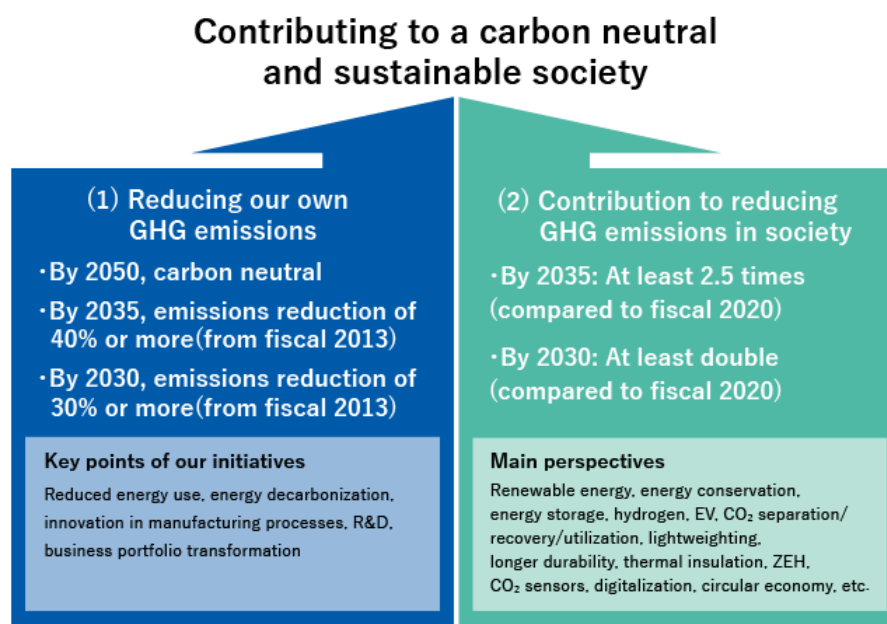 Contributing to a carbon neutral
and sustainable society
(1) Reducing our own
GHG emissions
・By 2050, carbon neutral
・By 2035, emissions reduction of
40% or more(from fiscal 2013)
・By 2030, emissions reduction of
30% or more(from fiscal 2013)
Key points of our initiatives
Reduced energy use, energy decarbonization,
innovation in manufacturing processes, R&D,
business portfolio transformation
(2) Contribution to reducing
GHG emissions in society
・By 2035: At least 2.5 times
(compared to fiscal 2020)
・By 2030: At least double
(compared to fiscal 2020)
Main perspectives
Renewable energy, energy conservation,
energy storage, hydrogen, EV, CO₂ separation/
recovery/utilization, lightweighting,
longer durability, thermal insulation, ZEH,
CO₂ sensors, digitalization, circular economy, etc.